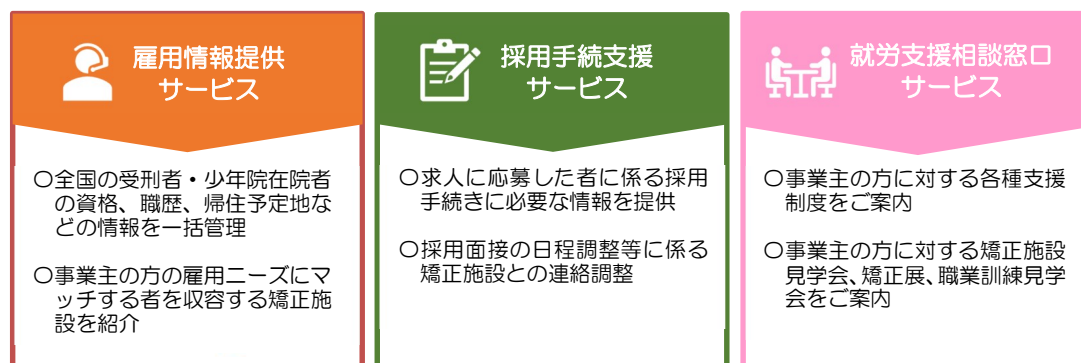 雇用情報提供
サービス
〇全国の受刑者・少年院在院者
の資格、職歴、帰住予定地な
どの情報を一括管理
〇事業主の方の雇用ニーズにマ
ッチする者を収容する矯正施
設を紹介
採用手続支援
サービス
〇求人に応募した者に係る採用
手続きに必要な情報を提供
〇採用面接の日程調整等に係る
矯正施設との連絡調整
就労支援相談窓口
サービス
〇事業主の方に対する各種支援
制度をご案内
〇事業主の方に対する矯正施設
見学会、矯正展、職業訓練見学
会をご案内